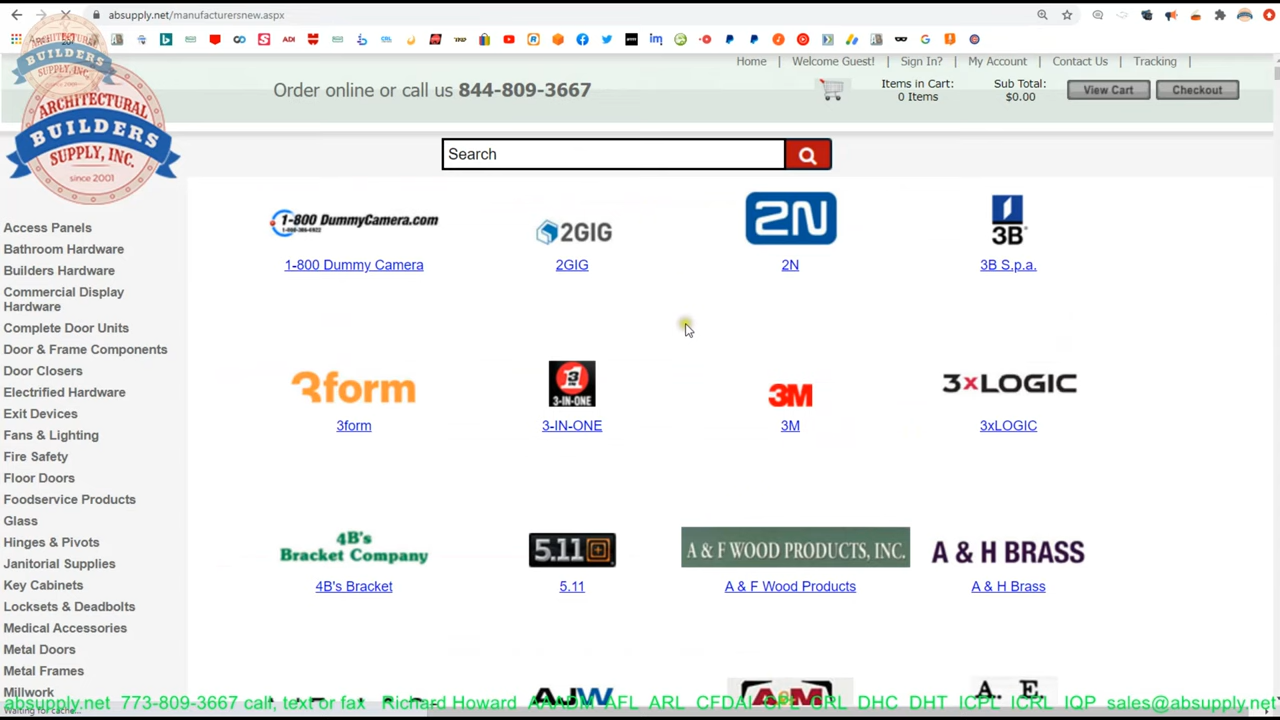 absupply.net/manufacturersnew.aspx
Home | Welcome Guest! | Sign In? | My Account | Contact Us | Tracking |
Order online or call us 844-809-3667
Items in Cart:
0 Items
Sub Total:
$0.00
View Cart
Checkout
ARCHITECTURAL
BUILDERS
SUPPLY, INC.
since 2001
Search
Access Panels
Bathroom Hardware
Builders Hardware
Commercial Display
Hardware
Complete Door Units
Door & Frame Components
Door Closers
Electrified Hardware
Exit Devices
Fans & Lighting
Fire Safety
Floor Doors
Foodservice Products
Glass
Hinges & Pivots
Janitorial Supplies
Key Cabinets
Locksets & Deadbolts
Medical Accessories
Metal Doors
Metal Frames
Millwork
1-800 DummyCamera.com
2GIG
2N
3B
1-800 Dummy Camera
2GIG
2N
3B S.p.a.
3form
3-IN-ONE
3M
3xLOGIC
3form
3-IN-ONE
3M
3xLOGIC
4B's
Bracket Company
5.11
A & F WOOD PRODUCTS, INC.
A & H BRASS
4B's Bracket
5.11
A & F Wood Products
A & H Brass
AJW
A&M
A. E.
absupply.net 773-809-3667 call, text or fax Richard Howard AAADM AFL ARL CFDAI CPL CRL DHC DHT ICPL ICRL IQP sales@absupply.net
Waiting for cache...